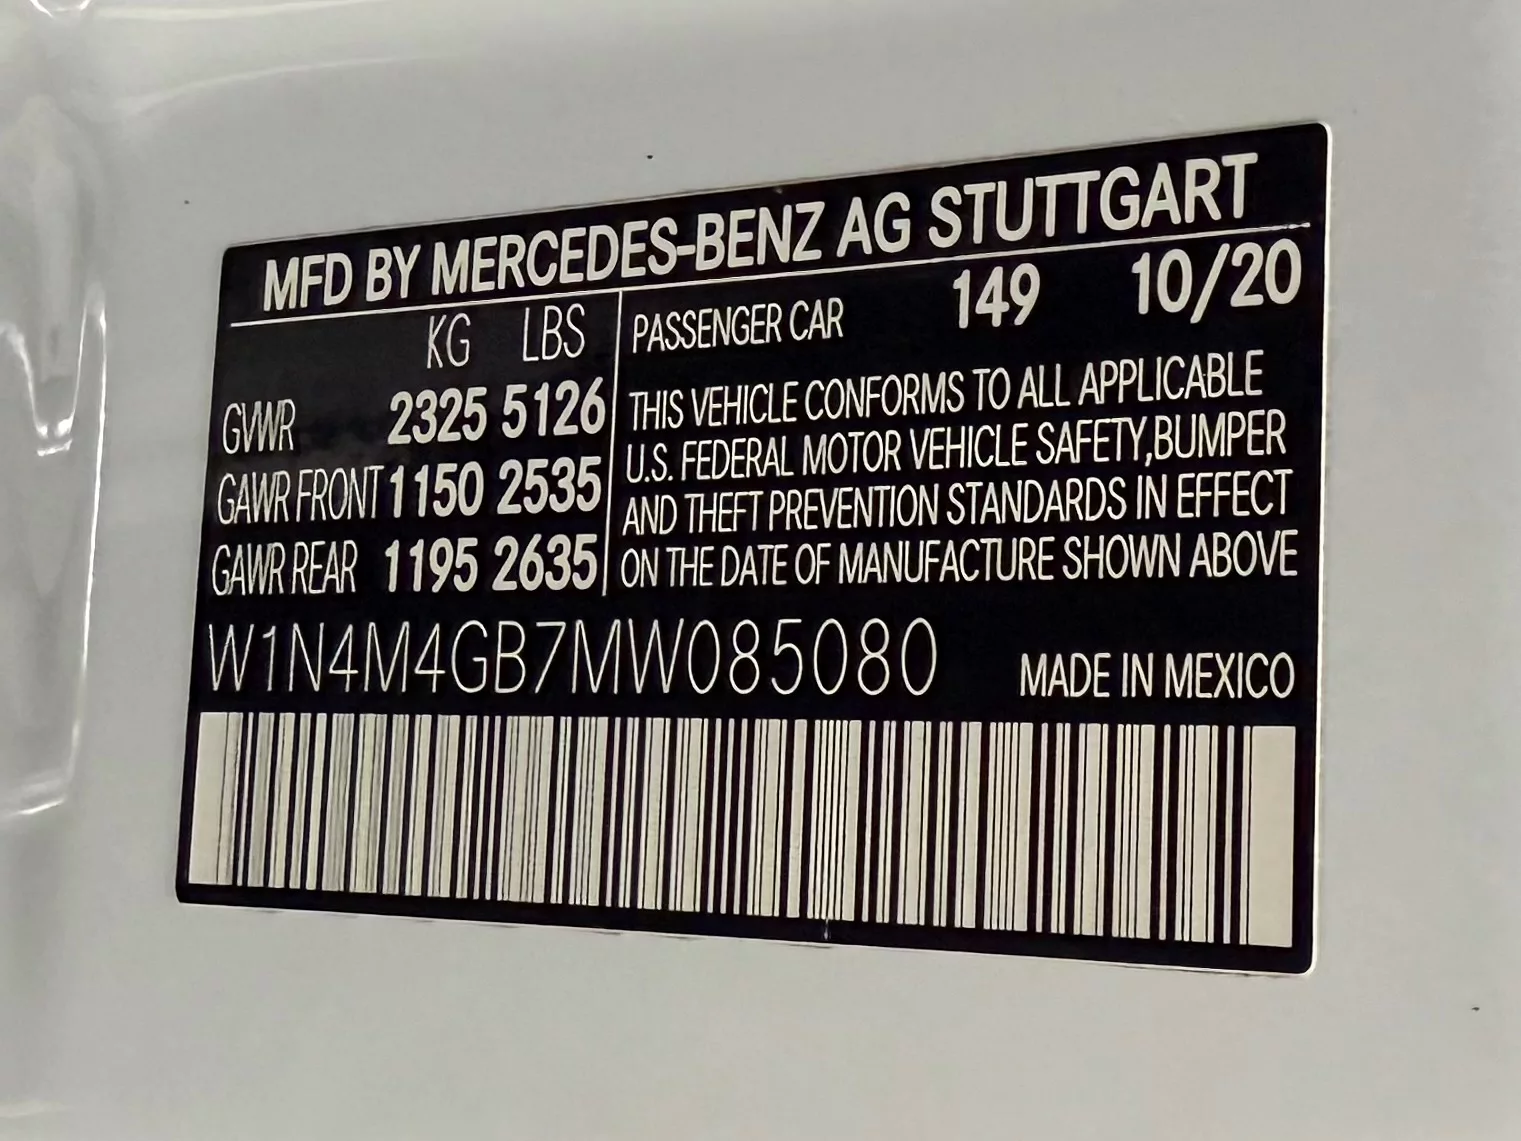 MFD BY MERCEDES-BENZ AG STUTTGART
KG LBS
GVWR 2325 5126
GAWR FRONT 1150 2535
GAWR REAR 1195 2635
PASSENGER CAR 149 10/20
THIS VEHICLE CONFORMS TO ALL APPLICABLE
U.S. FEDERAL MOTOR VEHICLE SAFETY,BUMPER
AND THEFT PREVENTION STANDARDS IN EFFECT
ON THE DATE OF MANUFACTURE SHOWN ABOVE
W1N4M4GB7MW085080
MADE IN MEXICO